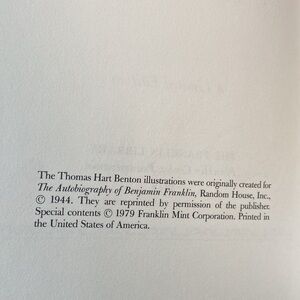 The Thomas Hart Benton illustrations were originally created for
The Autobiography of Benjamin Franklin, Random House, Inc.,
© 1944. They are reprinted by permission of the publisher.
Special contents © 1979 Franklin Mint Corporation. Printed in
the United States of America.